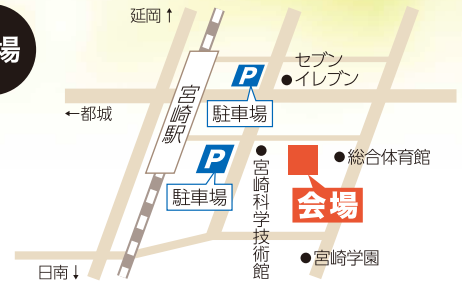 場
延岡↑
セブン
イレブン
P
駐車場
←都城
宮崎駅
P
駐車場
宮崎科学技術館
総合体育館
会場
宮崎学園
日南↓